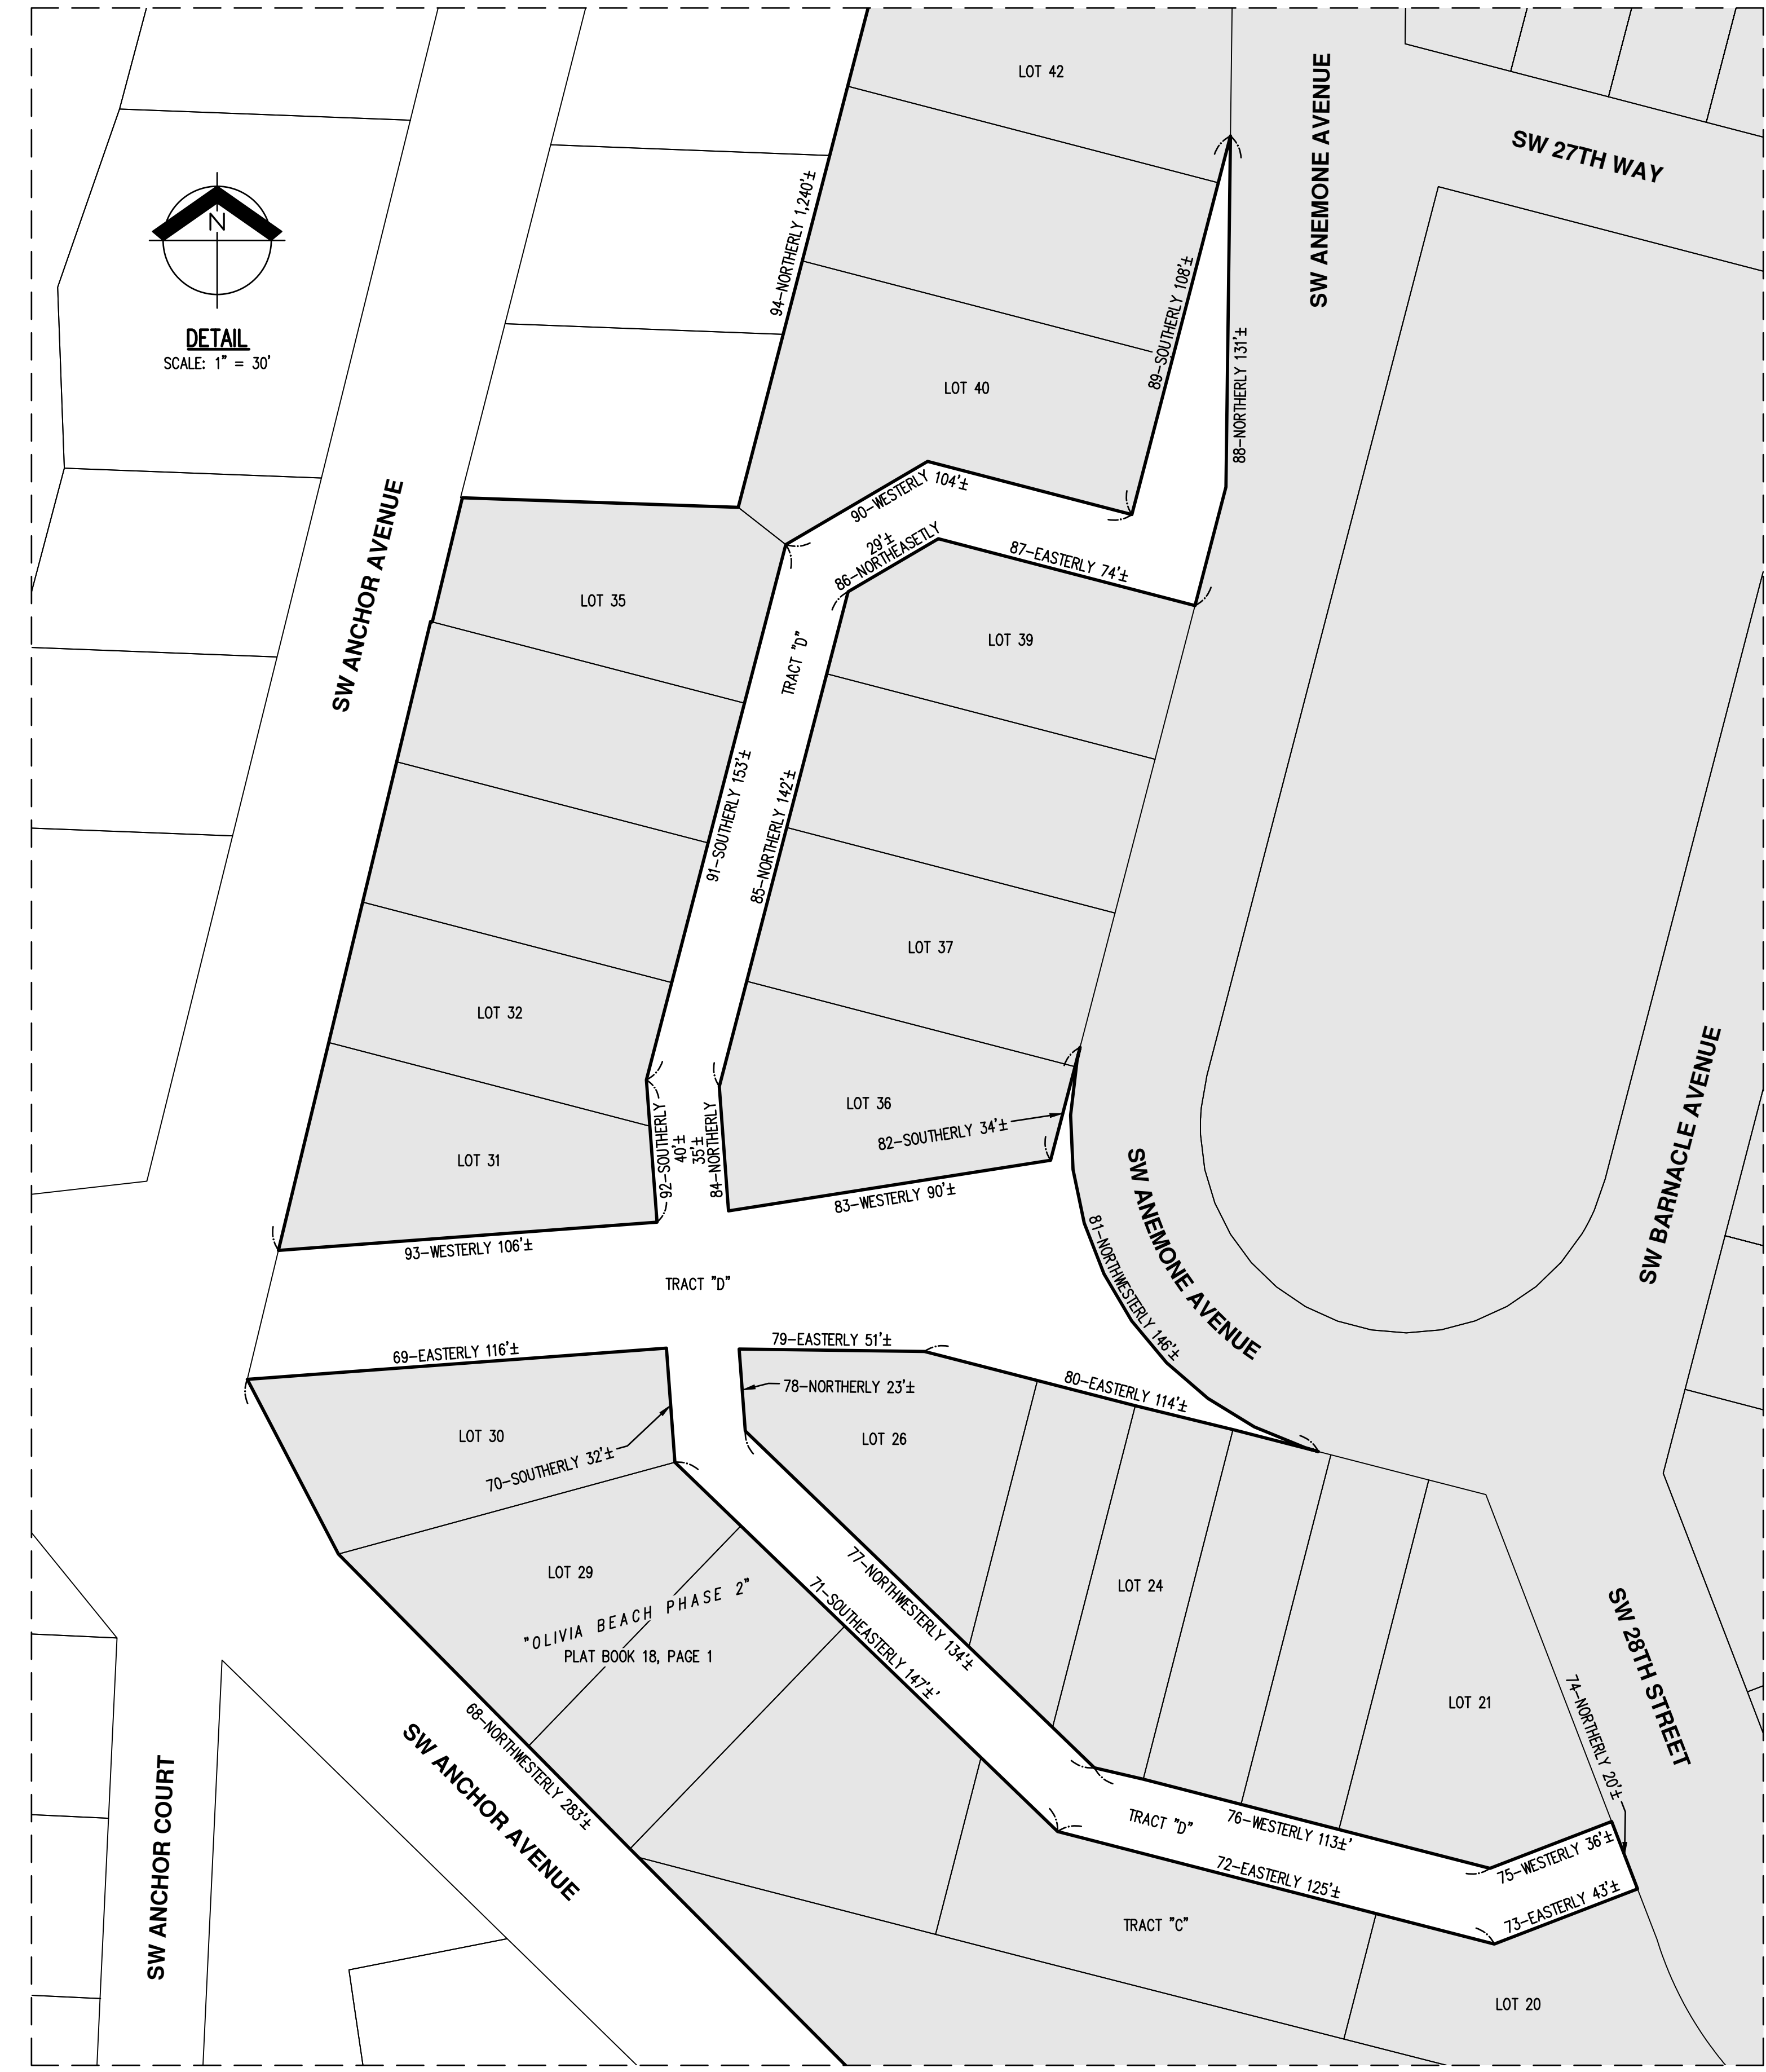 LOT 42
SW ANEMONE AVENUE
SW 27TH WAY
N
DETAIL
SCALE: 1" = 30'
94-NORTHERLY 1,240'±
89-SOUTHERLY 108'±
88-NORTHERLY 131'±
LOT 40
90-WESTERLY 104'±
29'±
86-NORTHEASETLY
87-EASTERLY 74'±
SW ANCHOR AVENUE
LOT 35
LOT 39
TRACT "D"
91-SOUTHERLY 153'±
85-NORTHERLY 142'±
LOT 37
LOT 32
LOT 36
82-SOUTHERLY 34'±
LOT 31
92-SOUTHERLY
40'±
35'±
84-NORTHERLY
83-WESTERLY 90'±
93-WESTERLY 106'±
TRACT "D"
81-NORTHWESTERLY 146'±
SW ANEMONE AVENUE
SW BARNACLE AVENUE
69-EASTERLY 116'±
79-EASTERLY 51'±
78-NORTHERLY 23'±
80-EASTERLY 114'±
LOT 30
70-SOUTHERLY 32'±
LOT 26
LOT 29
"OLIVIA BEACH PHASE 2"
PLAT BOOK 18, PAGE 1
71-SOUTHEASTERLY 147'±'
77-NORTHWESTERLY 134'±
LOT 24
LOT 21
74-NORTHERLY 20'±
SW 28TH STREET
68-NORTHWESTERLY 283'±
SW ANCHOR AVENUE
SW ANCHOR COURT
TRACT "D"
76-WESTERLY 113±'
75-WESTERLY 36'±
72-EASTERLY 125'±
73-EASTERLY 43'±
TRACT "C"
LOT 20